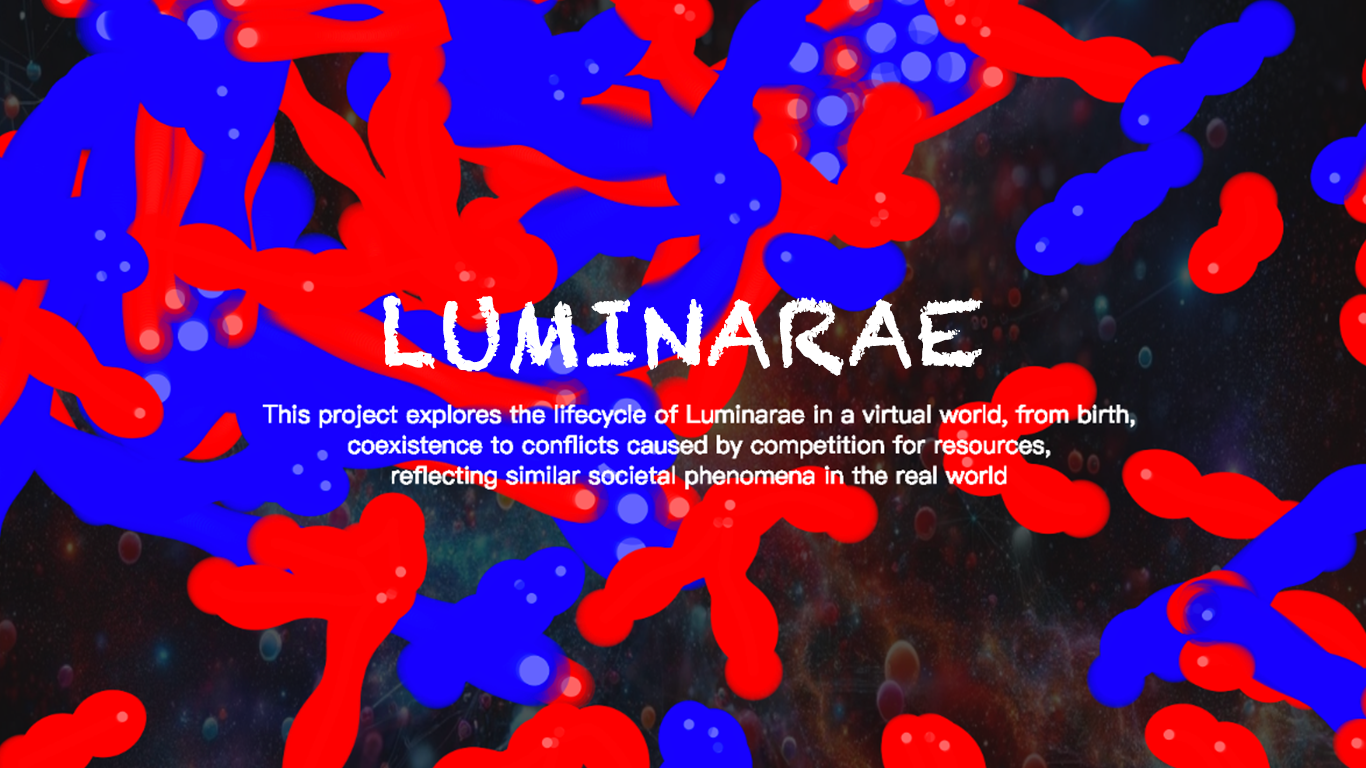 LUMINARAE
This project explores the lifecycle of Luminarae in a virtual world, from birth,
coexistence to conflicts caused by competition for resources,
reflecting similar societal phenomena in the real world